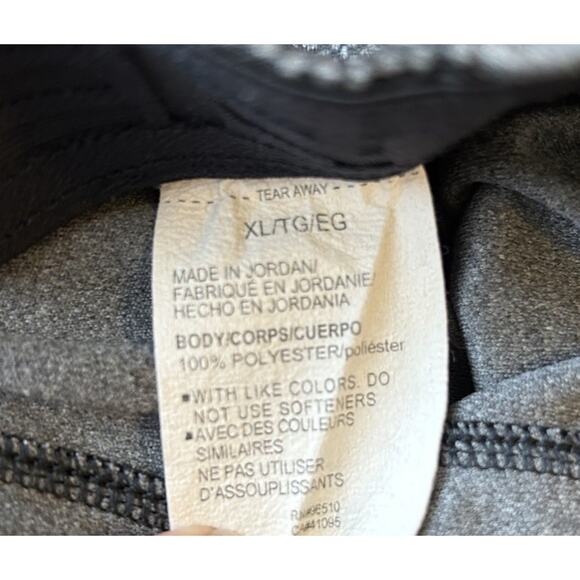 TEAR AWAY
XL/TG/EG
MADE IN JORDAN/
FABRIQUÉ EN JORDANIE/
HECHO EN JORDANIA
BODY/CORPS/CUERPO
100% POLYESTER/poliéster
▪WITH LIKE COLORS. DO
NOT USE SOFTENERS
▪AVEC DES COULEURS
SIMILAIRES
NE PAS UTILISER
D'ASSOUPLISSANTS
RN#96510
CA#41095